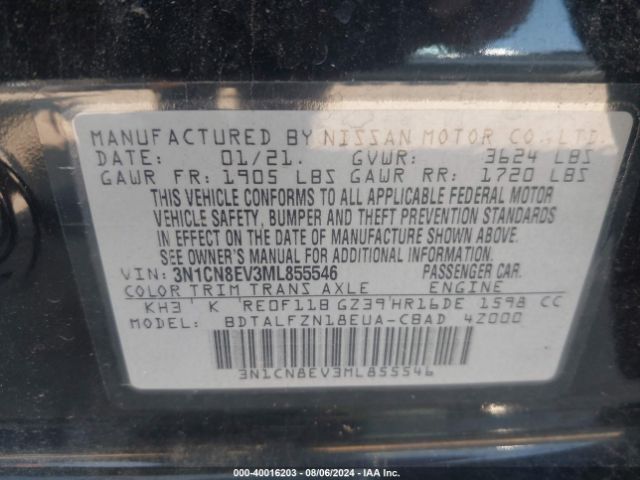 MANUFACTURED BY NISSAN MOTOR CO., LTD.
DATE: 01/21. GVWR: 3624 LBS
GAWR FR: 1905 LBS GAWR RR: 1720 LBS
THIS VEHICLE CONFORMS TO ALL APPLICABLE FEDERAL MOTOR
VEHICLE SAFETY, BUMPER AND THEFT PREVENTION STANDARDS
IN EFFECT ON THE DATE OF MANUFACTURE SHOWN ABOVE.
SEE OWNER'S MANUAL FOR ADDITIONAL INFORMATION.
VIN: 3N1CN8EV3ML855546 PASSENGER CAR.
COLOR TRIM TRANS AXLE ENGINE
KH3 K RE0F11B GZ39 HR16DE 1598 CC
MODEL: BDTALFZN18EUA-CBAD 4Z000
3N1CN8EV3ML855546
000-40016203 - 08/06/2024 - IAA Inc.